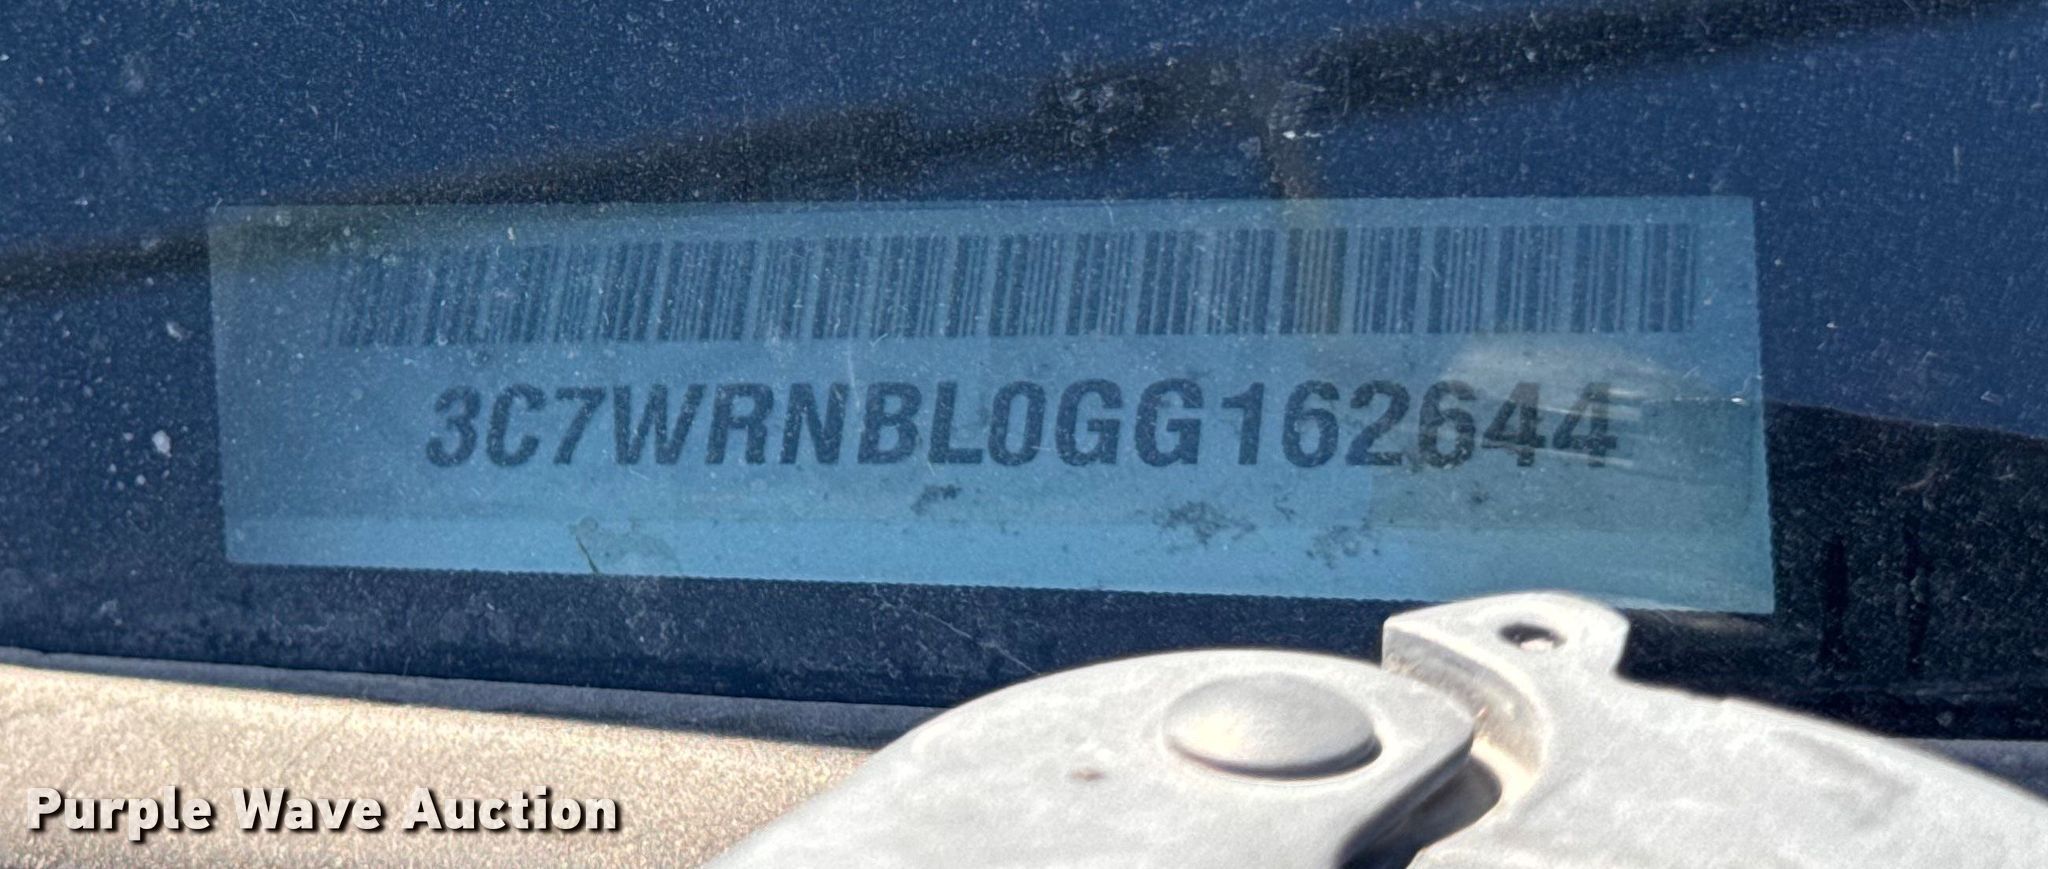 3C7WRNBL0GG162644
Purple Wave Auction